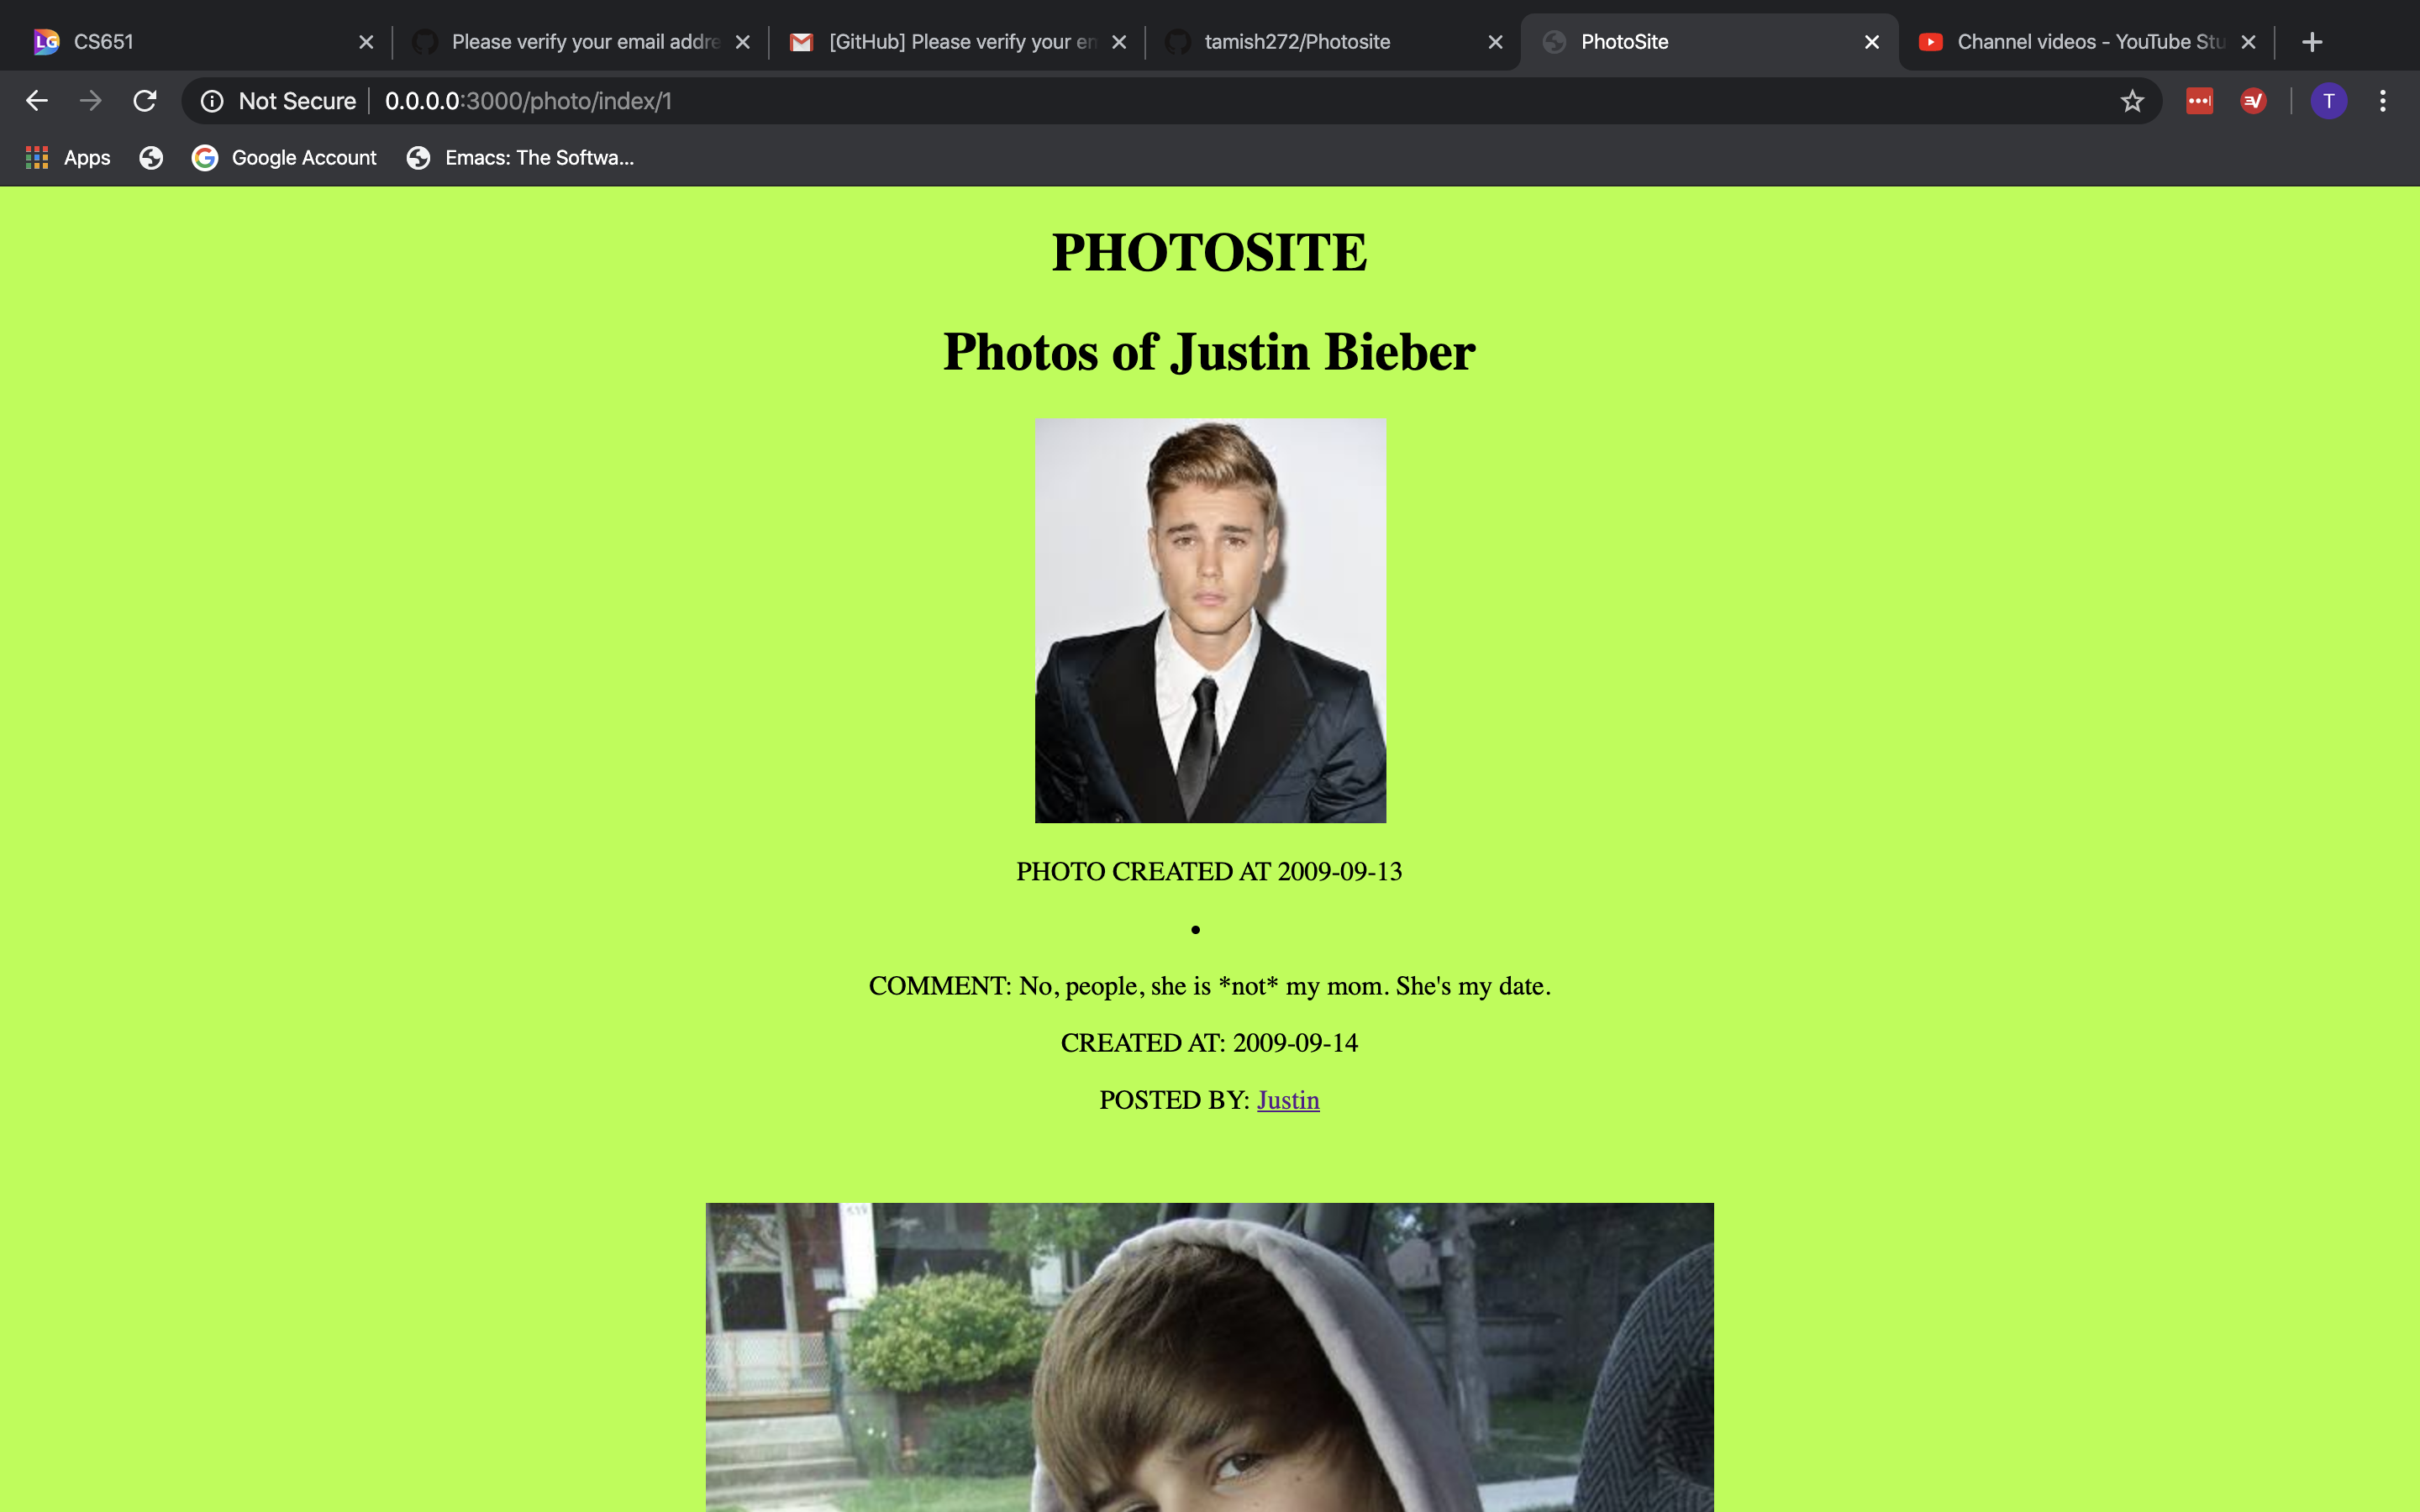 CS651
Please verify your email addre
[GitHub] Please verify your em
tamish272/Photosite
PhotoSite
Channel videos - YouTube Stu
Not Secure
0.0.0.0:3000/photo/index/1
T
Apps
Google Account
Emacs: The Softwa...
PHOTOSITE
Photos of Justin Bieber
PHOTO CREATED AT 2009-09-13
•
COMMENT: No, people, she is *not* my mom. She's my date.
CREATED AT: 2009-09-14
POSTED BY: Justin